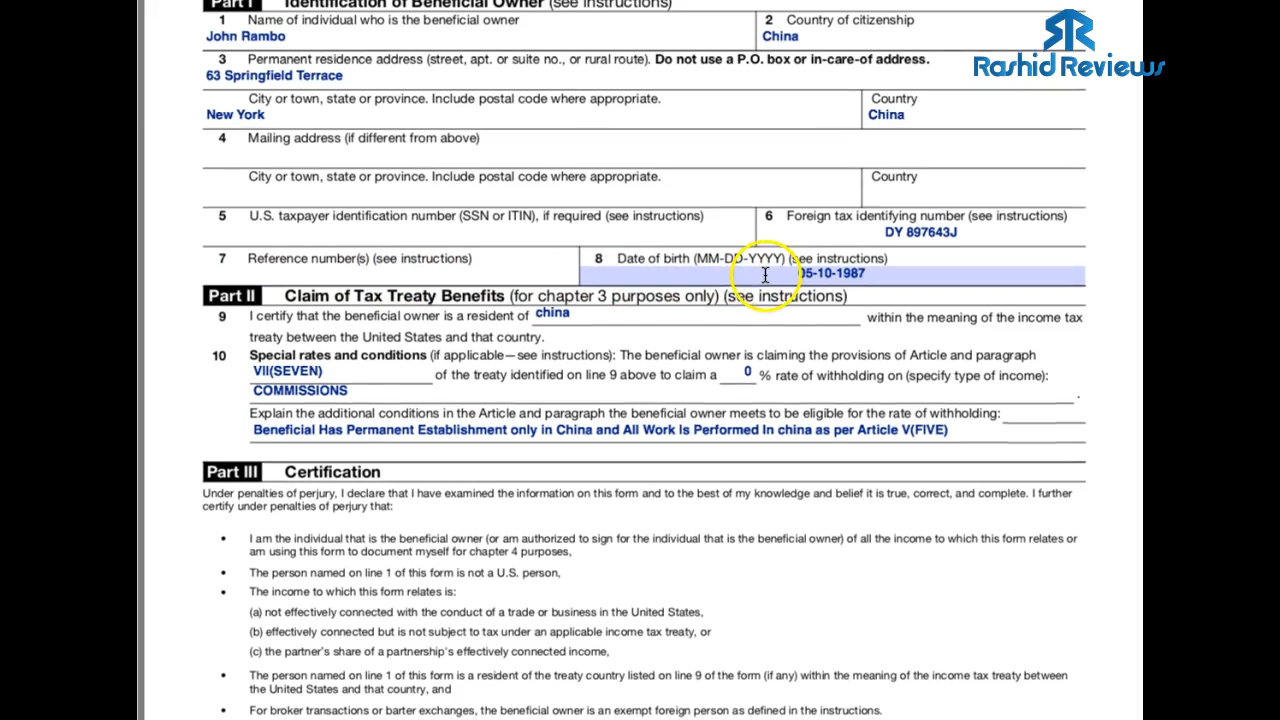 Part I Identification of Beneficial Owner (see instructions)
1 Name of individual who is the beneficial owner 2 Country of citizenship
John Rambo China
3 Permanent residence address (street, apt. or suite no., or rural route). Do not use a P.O. box or in-care-of address.
63 Springfield Terrace
City or town, state or province. Include postal code where appropriate. Country
New York China
4 Mailing address (if different from above)
City or town, state or province. Include postal code where appropriate. Country
5 U.S. taxpayer identification number (SSN or ITIN), if required (see instructions) 6 Foreign tax identifying number (see instructions)
DY 897643J
7 Reference number(s) (see instructions) 8 Date of birth (MM-DD-YYYY) (see instructions)
05-10-1987
Part II Claim of Tax Treaty Benefits (for chapter 3 purposes only) (see instructions)
9 I certify that the beneficial owner is a resident of china within the meaning of the income tax
treaty between the United States and that country.
10 Special rates and conditions (if applicable—see instructions): The beneficial owner is claiming the provisions of Article and paragraph
VII(SEVEN) of the treaty identified on line 9 above to claim a 0 % rate of withholding on (specify type of income):
COMMISSIONS .
Explain the additional conditions in the Article and paragraph the beneficial owner meets to be eligible for the rate of withholding:
Beneficial Has Permanent Establishment only in China and All Work Is Performed In china as per Article V(FIVE)
Part III Certification
Under penalties of perjury, I declare that I have examined the information on this form and to the best of my knowledge and belief it is true, correct, and complete. I further
certify under penalties of perjury that:
• I am the individual that is the beneficial owner (or am authorized to sign for the individual that is the beneficial owner) of all the income to which this form relates or
am using this form to document myself for chapter 4 purposes,
• The person named on line 1 of this form is not a U.S. person,
• The income to which this form relates is:
(a) not effectively connected with the conduct of a trade or business in the United States,
(b) effectively connected but is not subject to tax under an applicable income tax treaty, or
(c) the partner's share of a partnership's effectively connected income,
• The person named on line 1 of this form is a resident of the treaty country listed on line 9 of the form (if any) within the meaning of the income tax treaty between
the United States and that country, and
• For broker transactions or barter exchanges, the beneficial owner is an exempt foreign person as defined in the instructions.
Rashid Reviews